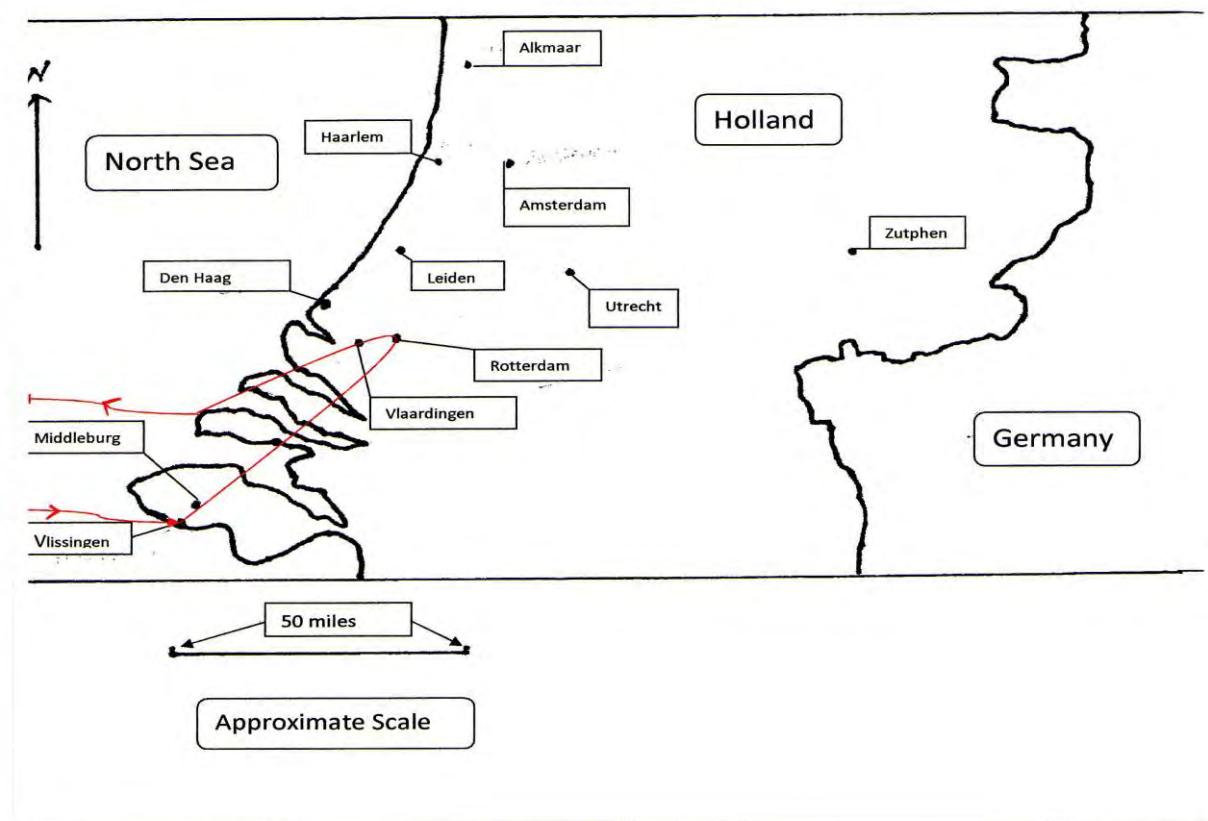 Alkmaar
N
Holland
Haarlem
North Sea
Amsterdam
Zutphen
Den Haag
Leiden
Utrecht
Rotterdam
Vlaardingen
Middleburg
Germany
Vlissingen
50 miles
Approximate Scale